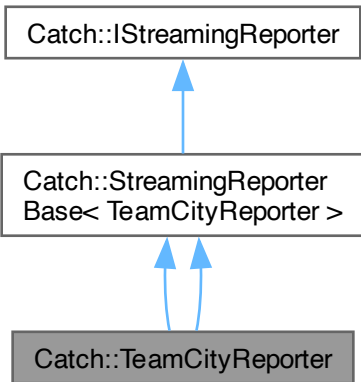 Catch::IStreamingReporter
Catch::StreamingReporter
Base< TeamCityReporter >
Catch::TeamCityReporter